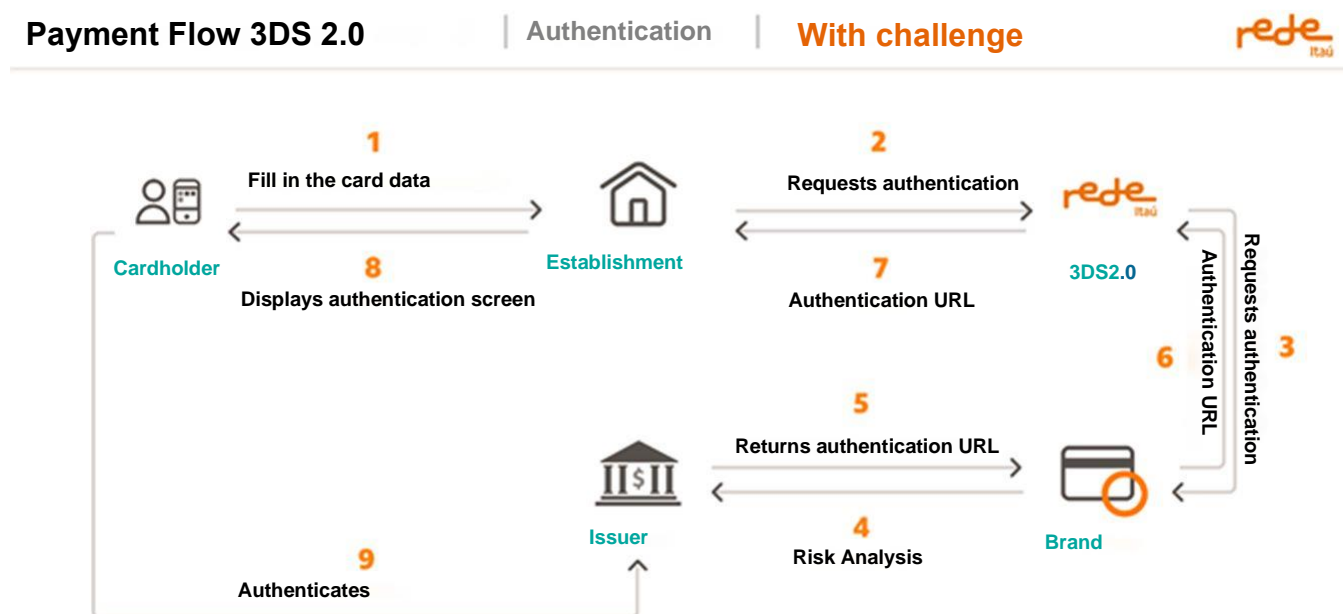 Payment Flow 3DS 2.0
Authentication
With challenge
rede
Itaú
1
Fill in the card data
2
Requests authentication
rede
Itaú
Cardholder
8
Displays authentication screen
Establishment
7
Authentication URL
3DS2.0
Requests authentication
3
6
Authentication URL
5
Returns authentication URL
$
Issuer
4
Risk Analysis
Brand
9
Authenticates